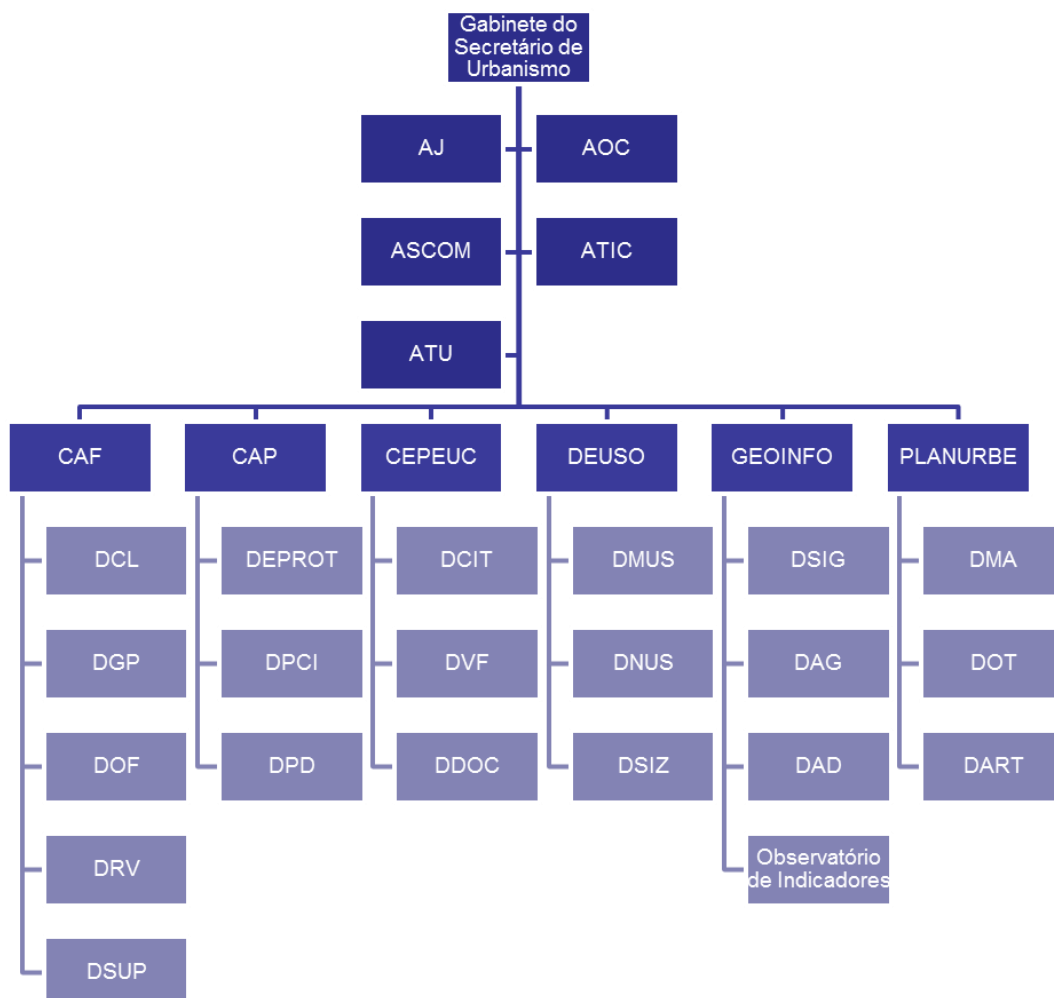 Gabinete do
Secretário de
Urbanismo
AJ
AOC
ASCOM
ATIC
ATU
CAF
CAP
CEPEUC
DEUSO
GEOINFO
PLANURBE
DCL
DEPROT
DCIT
DMUS
DSIG
DMA
DGP
DPCI
DVF
DNUS
DAG
DOT
DOF
DPD
DDOC
DSIZ
DAD
DART
DRV
Observatório
de Indicadores
DSUP